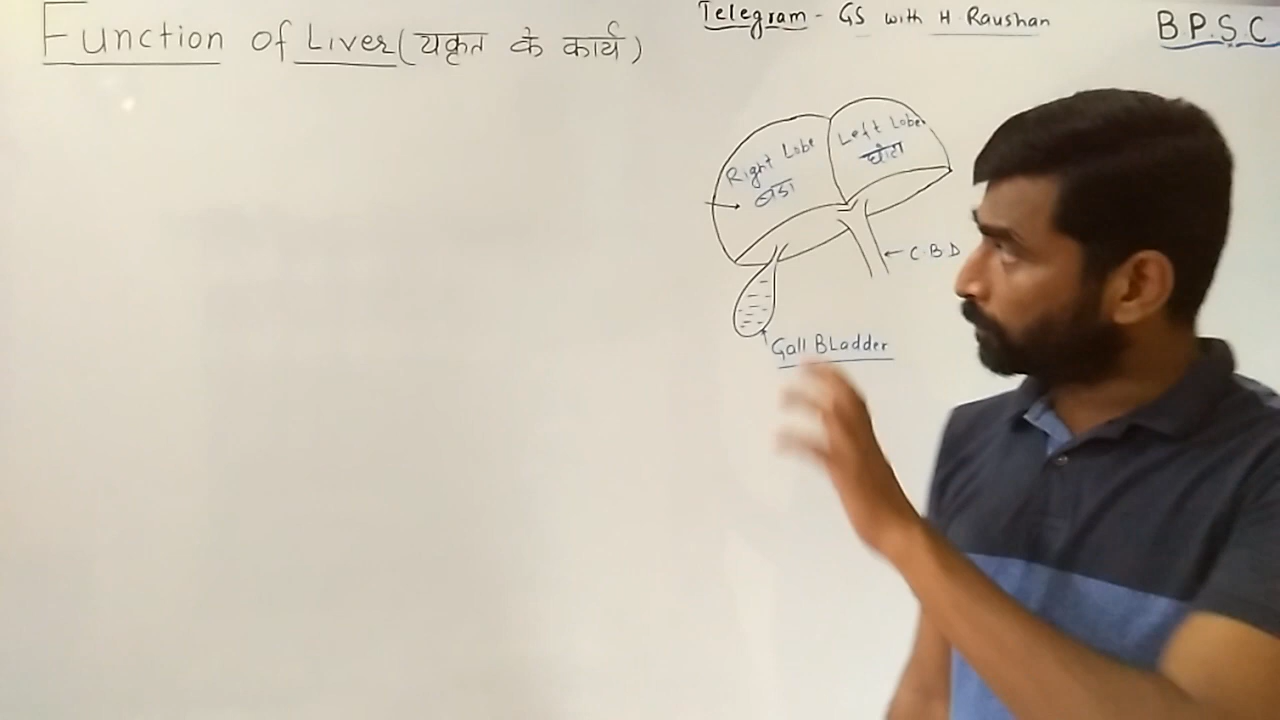 Function of Liver (यकृत के कार्य)
Telegram - GS with H. Raushan
B.P.S.C
Right Lobe
बड़ा
Left Lobe
छोटा
C.B.D
Gall Bladder